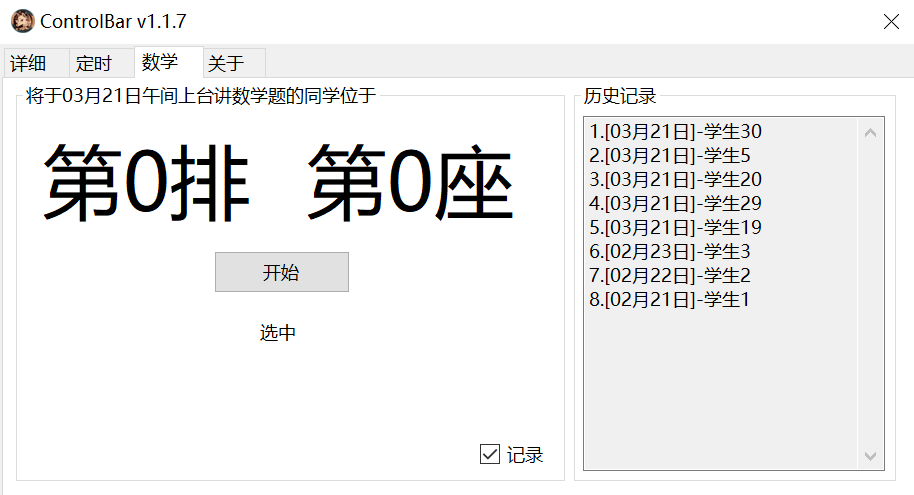 ControlBar v1.1.7
详细 定时 数学 关于
将于03月21日午间上台讲数学题的同学位于
第0排 第0座
开始
选中
记录
历史记录
1.[03月21日]-学生30
2.[03月21日]-学生5
3.[03月21日]-学生20
4.[03月21日]-学生29
5.[03月21日]-学生19
6.[02月23日]-学生3
7.[02月22日]-学生2
8.[02月21日]-学生1